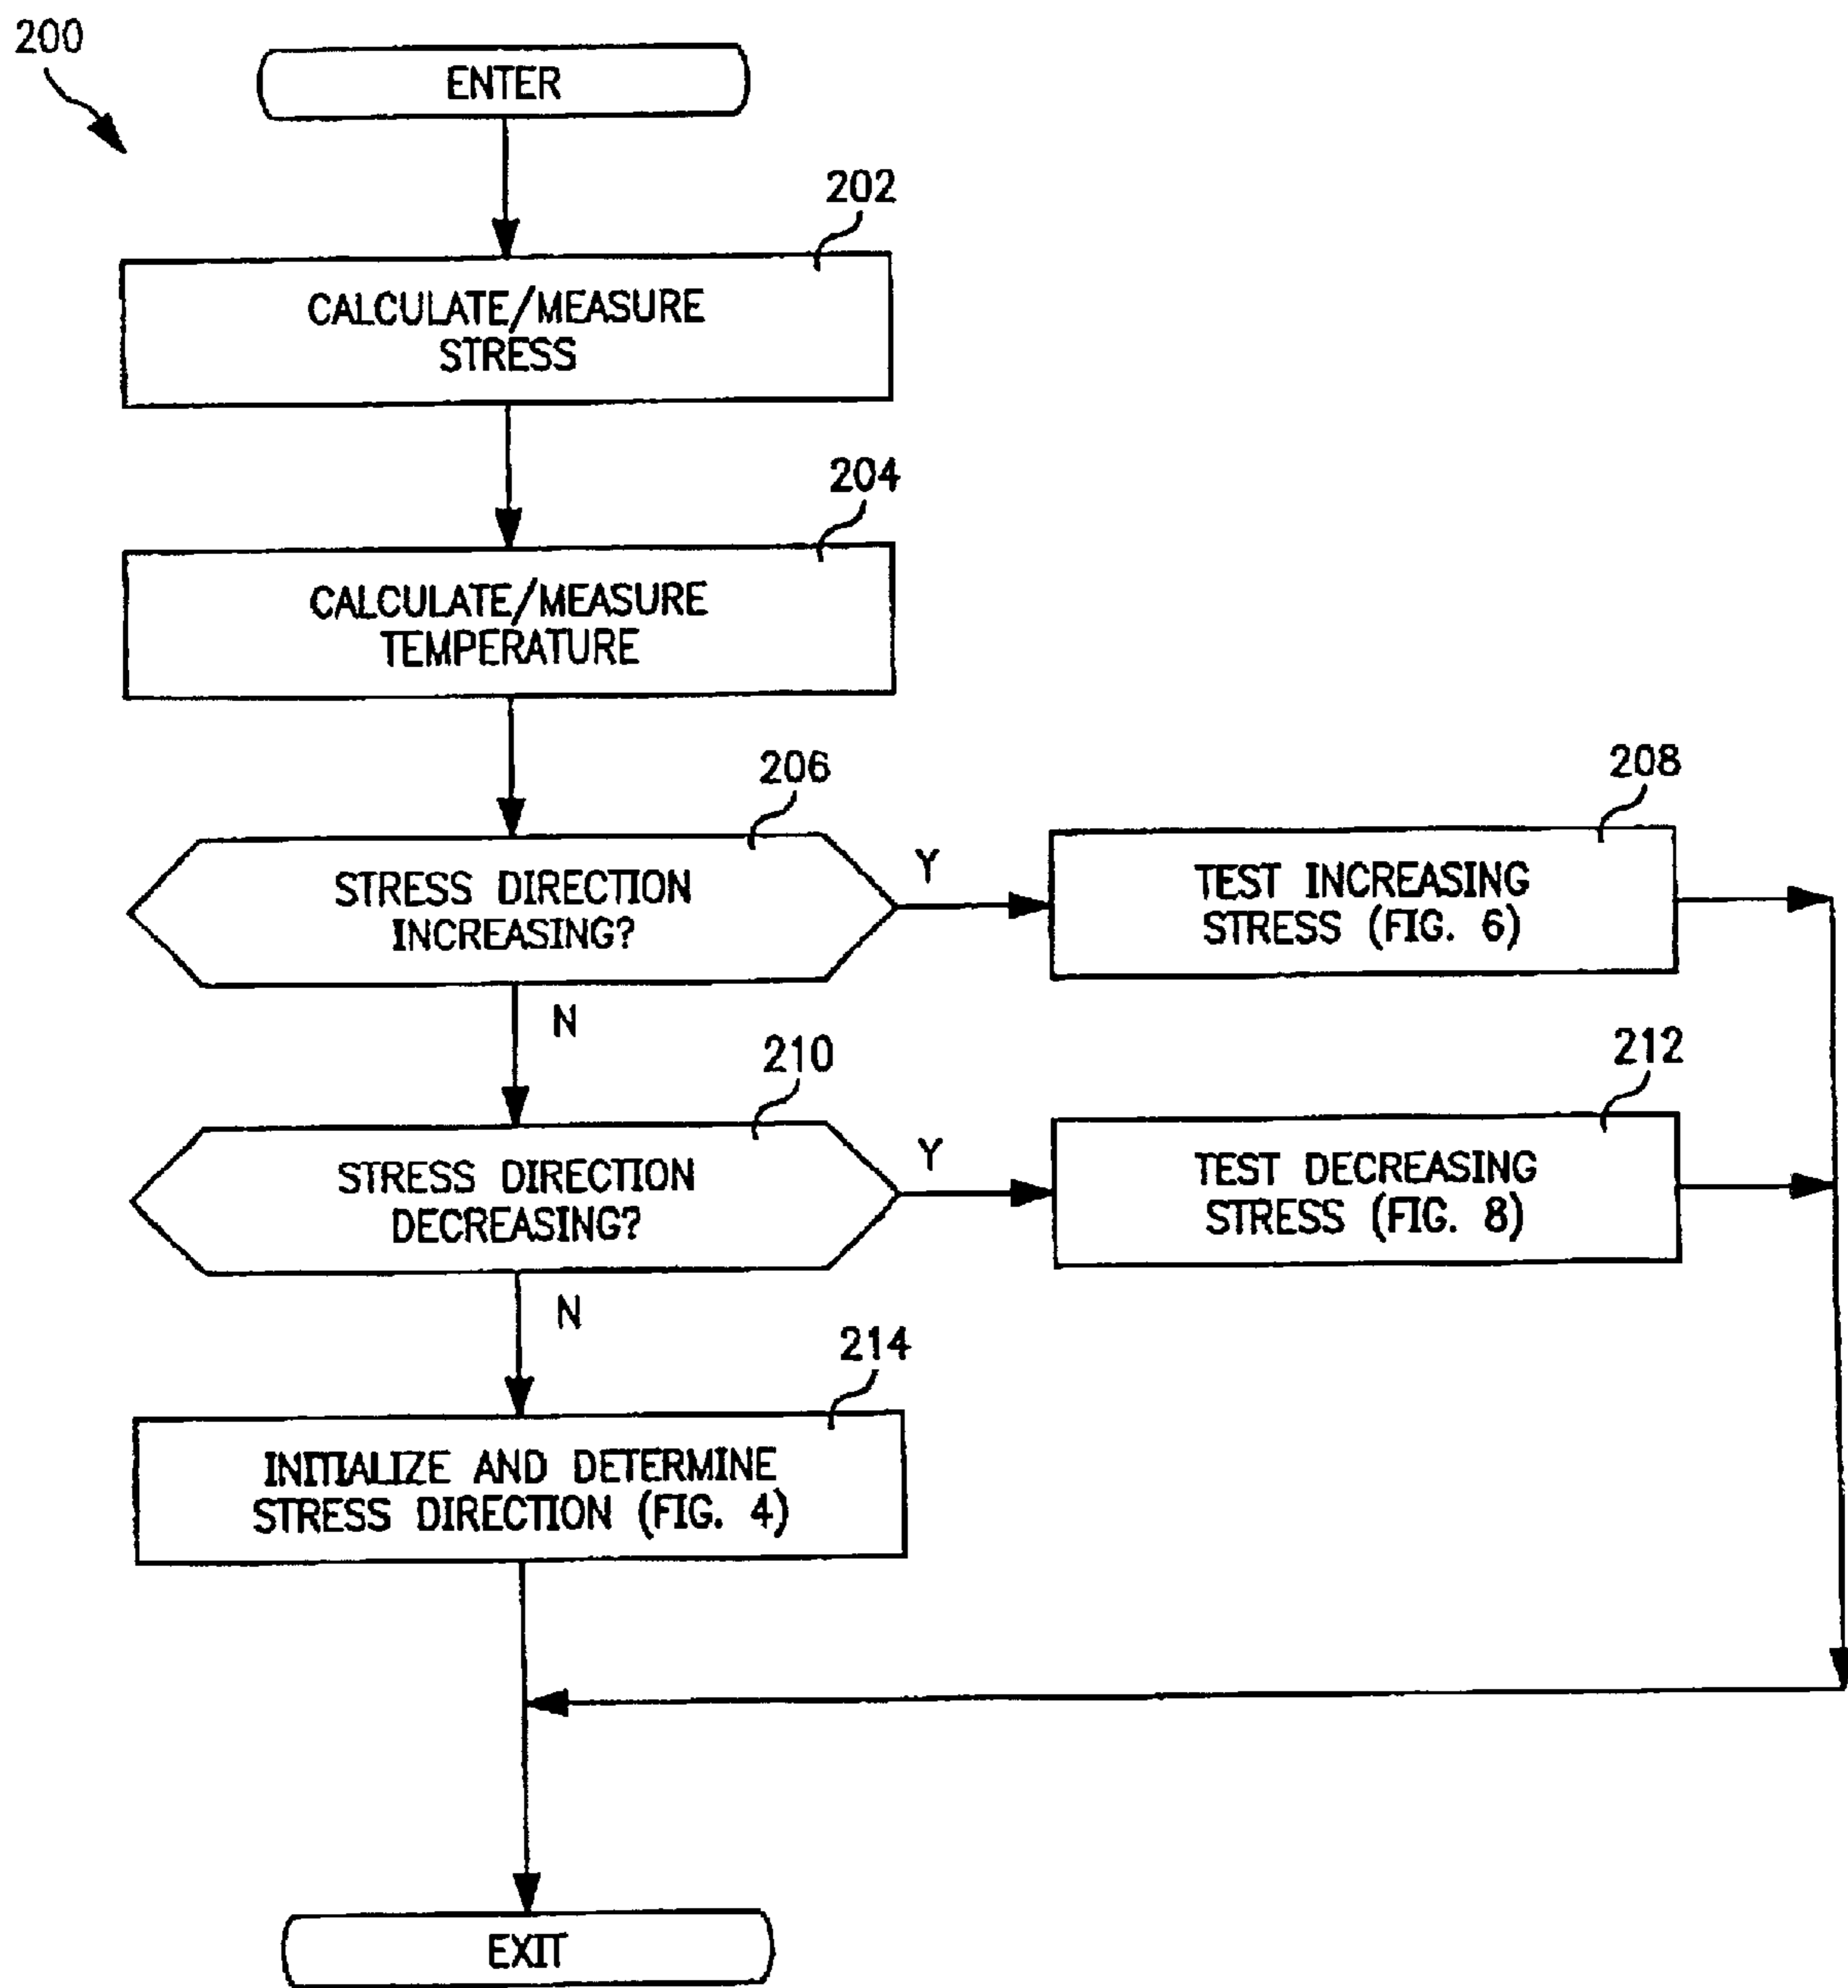 200
ENTER
202
CALCULATE/MEASURE
STRESS
204
CALCULATE/MEASURE
TEMPERATURE
206
STRESS DIRECTION
INCREASING?
Y
208
TEST INCREASING
STRESS (FIG. 6)
N
210
STRESS DIRECTION
DECREASING?
Y
212
TEST DECREASING
STRESS (FIG. 8)
N
214
INITIALIZE AND DETERMINE
STRESS DIRECTION (FIG. 4)
EXIT